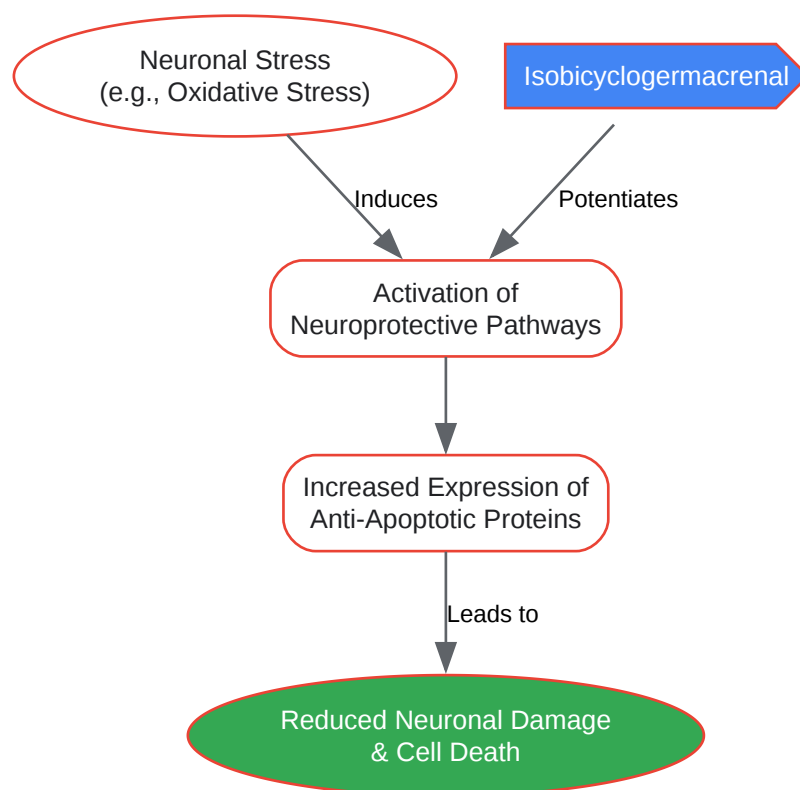 Neuronal Stress
(e.g., Oxidative Stress)
Isobicyclogermacrenal
Induces
Potentiates
Activation of
Neuroprotective Pathways
Increased Expression of
Anti-Apoptotic Proteins
Leads to
Reduced Neuronal Damage
& Cell Death